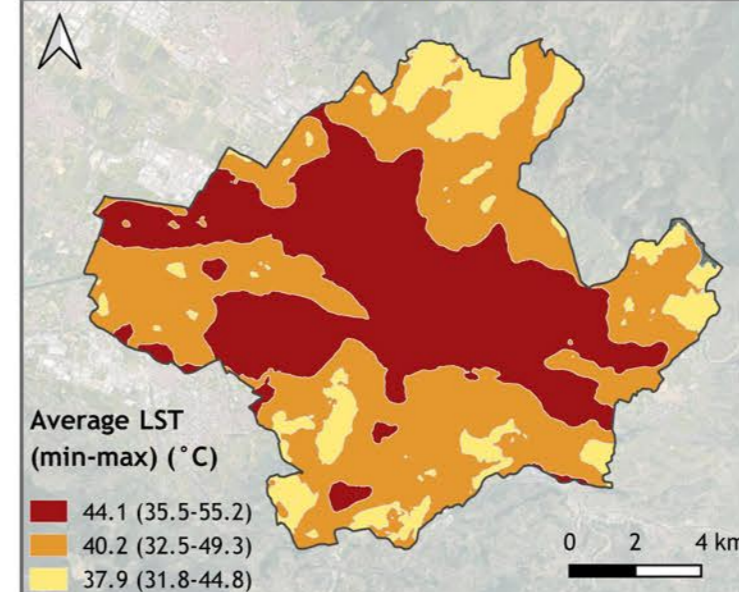 Average LST
(min-max) (°C)
44.1 (35.5-55.2)
40.2 (32.5-49.3)
37.9 (31.8-44.8)
0 2 4 km